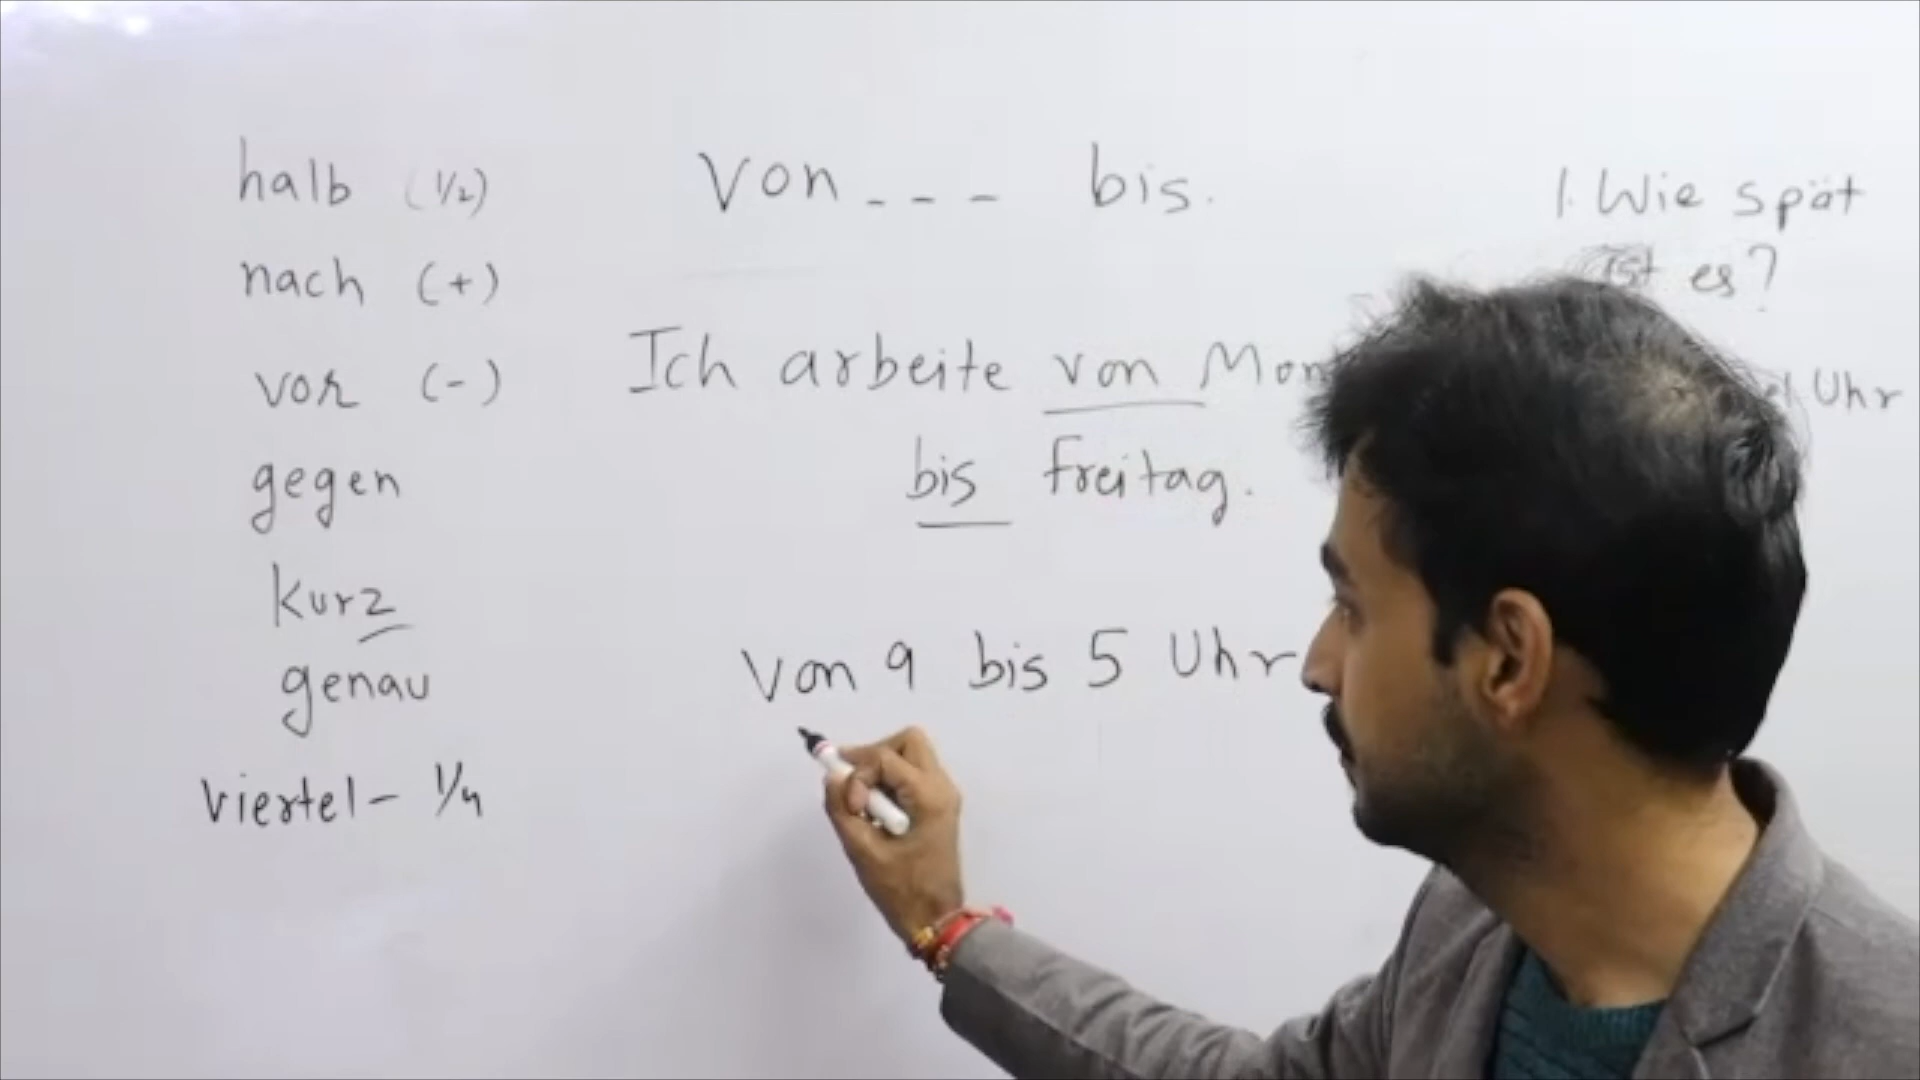 halb (1/2)
nach (+)
vor (-)
gegen
kurz
genau
viertel - 1/4
Von _ _ _ bis.
Ich arbeite von Mon
bis freitag.
Von 9 bis 5 Uhr
1. Wie spät
ist es?
Uhr